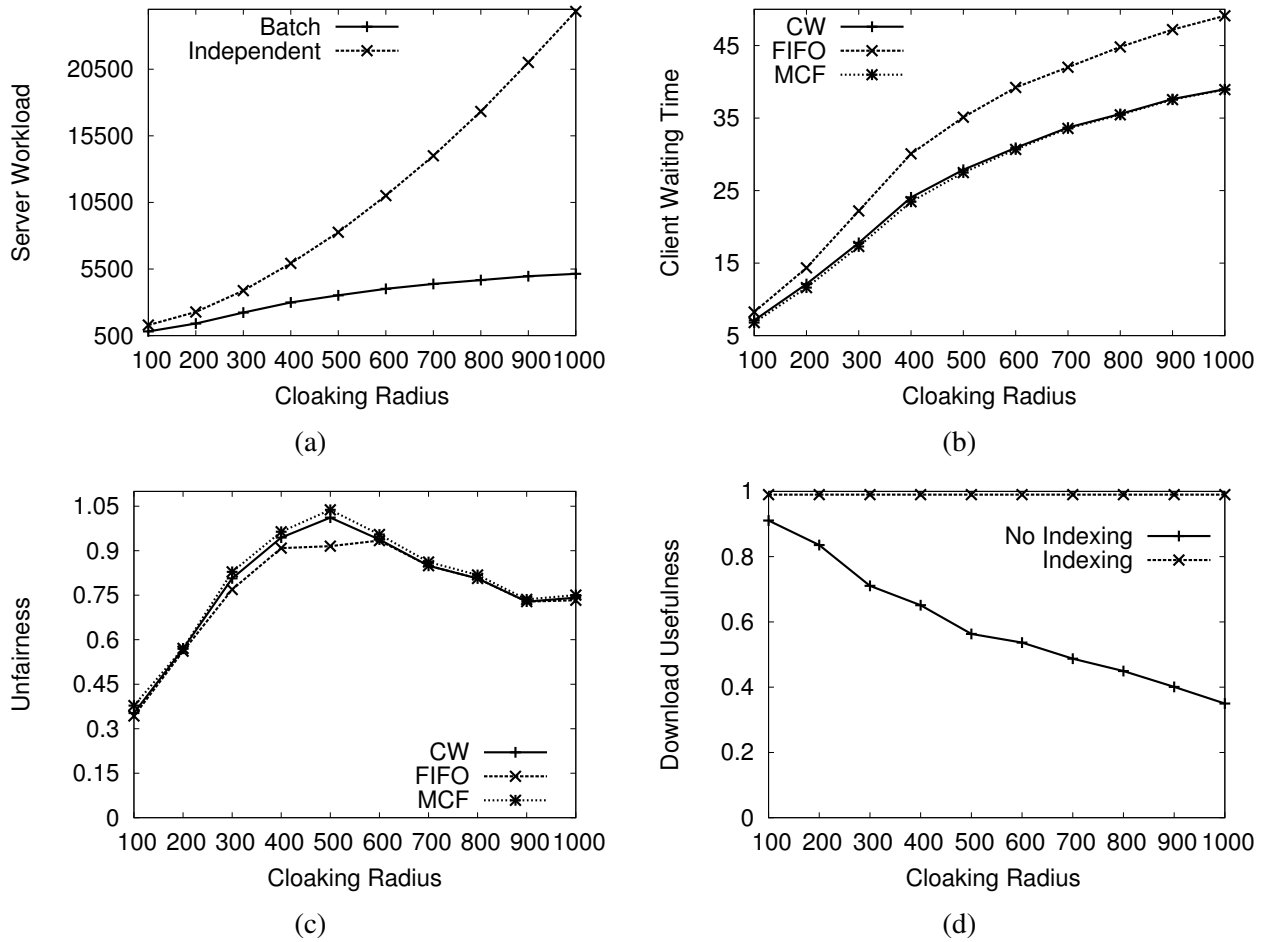 Batch
Independent
Server Workload
20500
15500
10500
5500
500
100 200 300 400 500 600 700 800 900 1000
Cloaking Radius
(a)
CW
FIFO
MCF
Client Waiting Time
45
35
25
15
5
100 200 300 400 500 600 700 800 900 1000
Cloaking Radius
(b)
Unfairness
1.05
0.9
0.75
0.6
0.45
0.3
0.15
0
CW
FIFO
MCF
100 200 300 400 500 600 700 800 900 1000
Cloaking Radius
(c)
Download Usefulness
1
0.8
0.6
0.4
0.2
0
No Indexing
Indexing
100 200 300 400 500 600 700 800 900 1000
Cloaking Radius
(d)